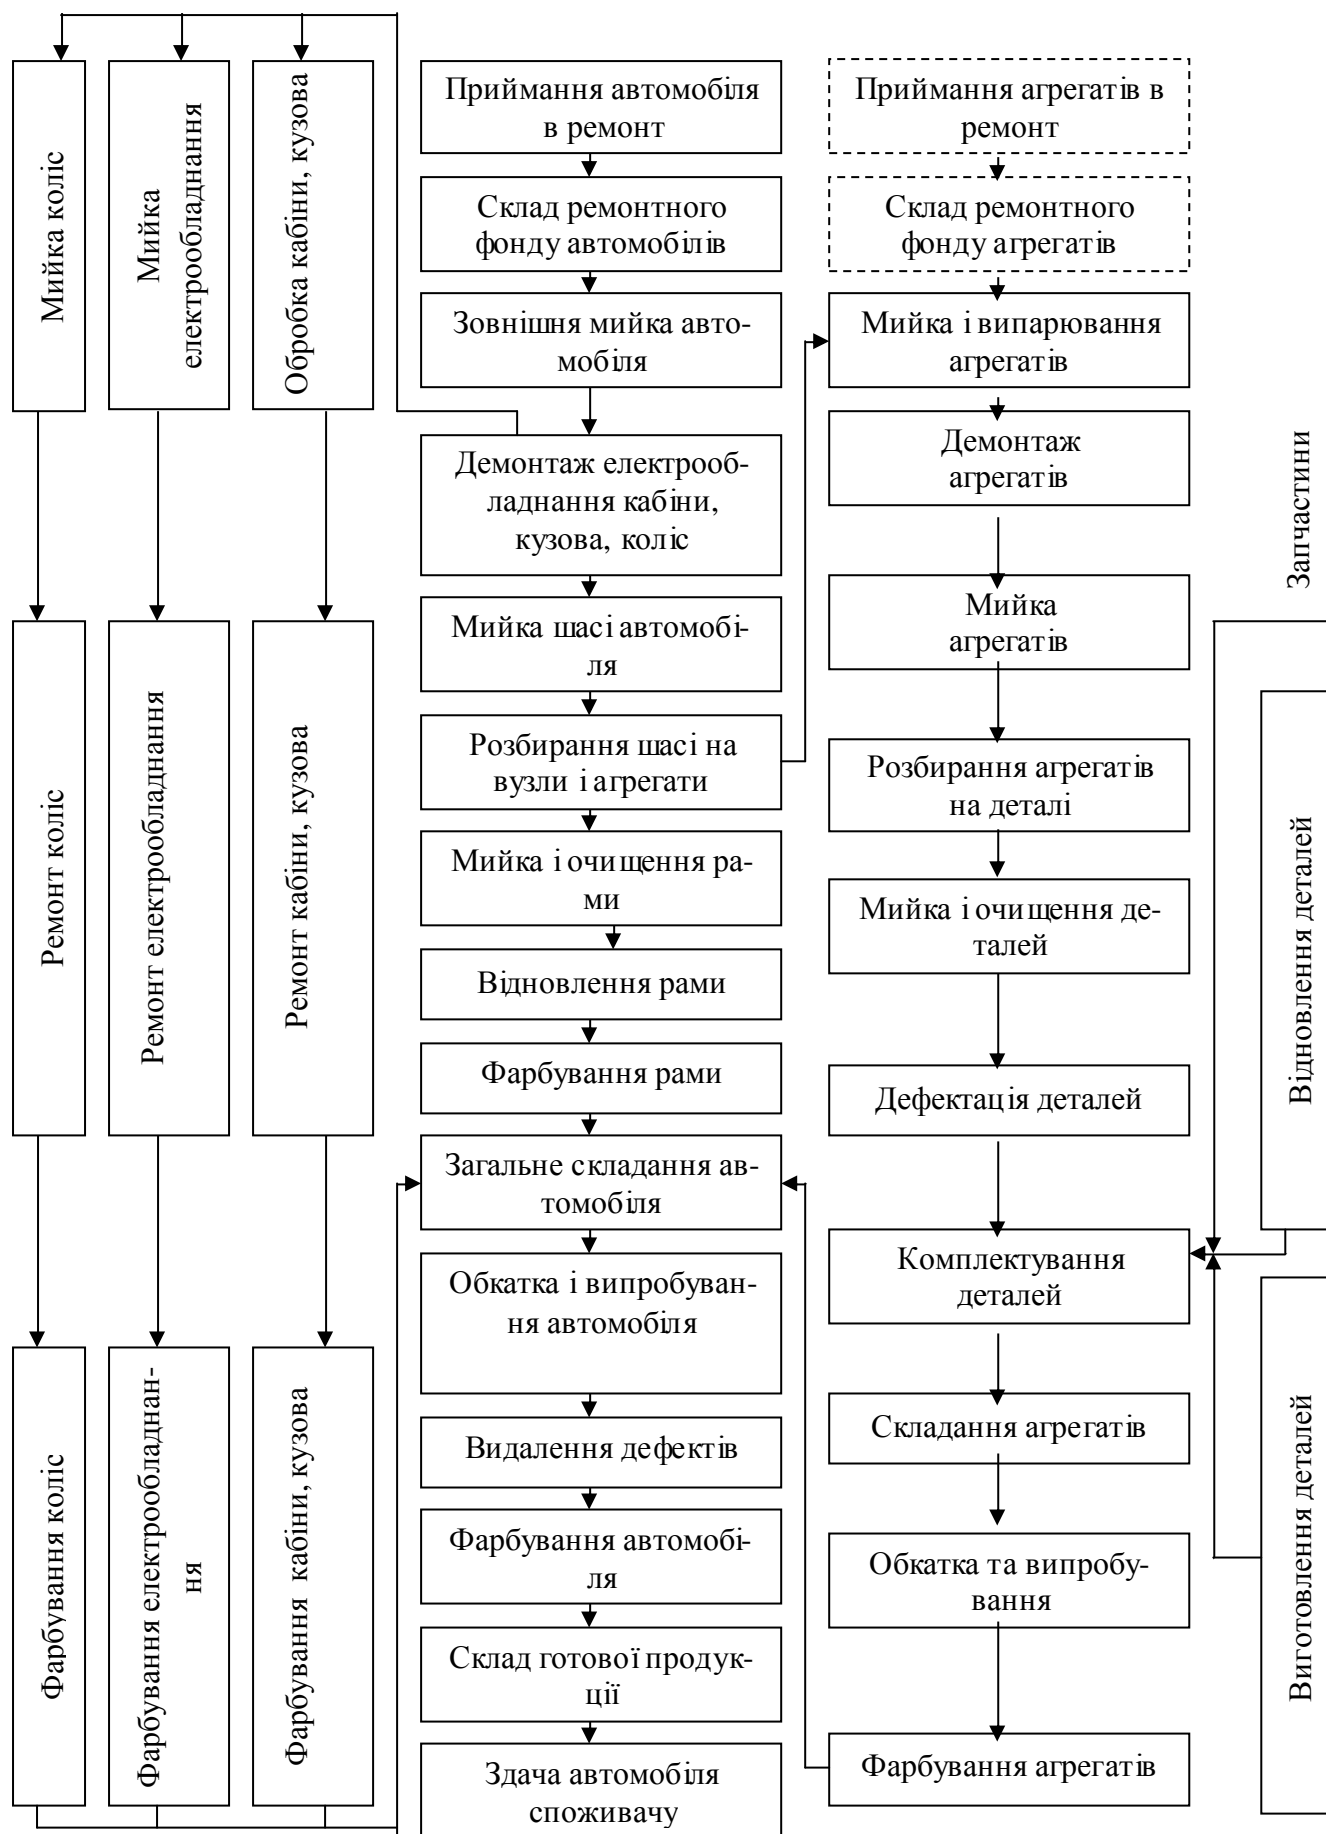 Мийка коліс
Мийка
електрообладнання
Обробка кабіни, кузова
Ремонт коліс
Ремонт електрообладнання
Ремонт кабіни, кузова
Фарбування коліс
Фарбування електрообладнан-
ня
Фарбування кабіни, кузова
Приймання автомобіля
в ремонт
Склад ремонтного
фонду автомобілів
Зовнішня мийка авто-
мобіля
Демонтаж електрооб-
ладнання кабіни,
кузова, коліс
Мийка шасі автомобі-
ля
Розбирання шасі на
вузли і агрегати
Мийка і очищення ра-
ми
Відновлення рами
Фарбування рами
Загальне складання ав-
томобіля
Обкатка і випробуван-
ня автомобіля
Видалення дефектів
Фарбування автомобі-
ля
Склад готової продук-
ції
Здача автомобіля
споживачу
Приймання агрегатів в
ремонт
Склад ремонтного
фонду агрегатів
Мийка і випарювання
агрегатів
Демонтаж
агрегатів
Мийка
агрегатів
Розбирання агрегатів
на деталі
Мийка і очищення де-
талей
Дефектація деталей
Комплектування
деталей
Складання агрегатів
Обкатка та випробу-
вання
Фарбування агрегатів
Запчастини
Відновлення деталей
Виготовлення деталей